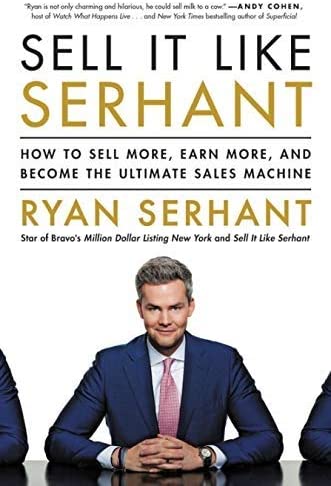 "Ryan is not only charming and hilarious, he could sell milk to a cow." —ANDY COHEN,
host of Watch What Happens Live . . . and New York Times bestselling author of Superficial
SELL IT LIKE
SERHANT
HOW TO SELL MORE, EARN MORE, AND
BECOME THE ULTIMATE SALES MACHINE
RYAN SERHANT
Star of Bravo's Million Dollar Listing New York and Sell It Like Serhant